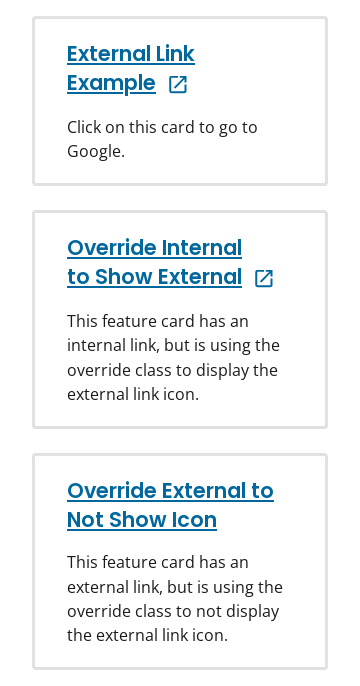 External Link
Example
Click on this card to go to
Google.
Override Internal
to Show External
This feature card has an
internal link, but is using the
override class to display the
external link icon.
Override External to
Not Show Icon
This feature card has an
external link, but is using the
override class to not display
the external link icon.